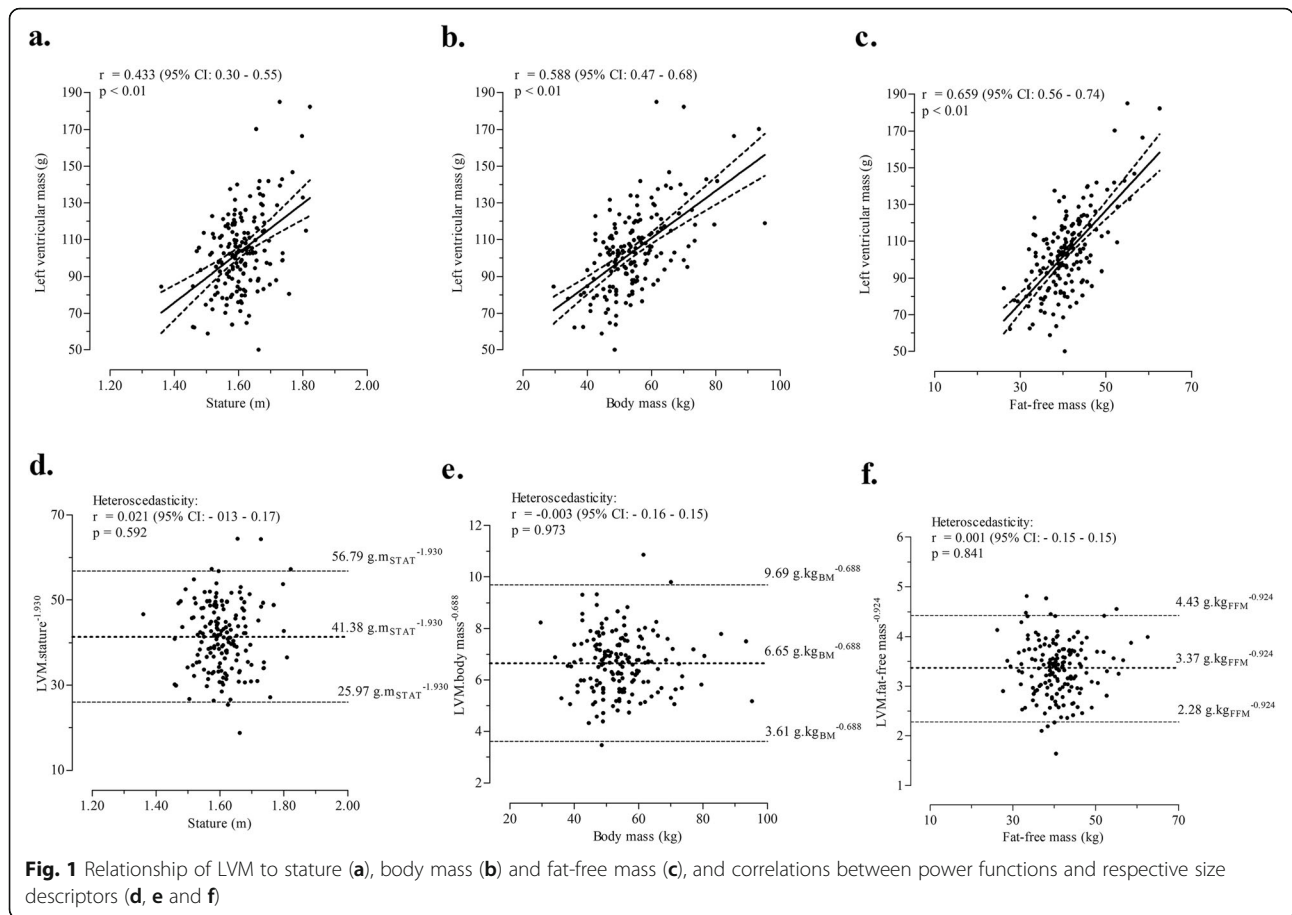 a.
r = 0.433 (95% CI: 0.30 - 0.55)
p < 0.01
190
170
150
130
110
90
70
50
Left ventricular mass (g)
1.20 1.40 1.60 1.80 2.00
Stature (m)
b.
r = 0.588 (95% CI: 0.47 - 0.68)
p < 0.01
190
170
150
130
110
90
70
50
Left ventricular mass (g)
20 40 60 80 100
Body mass (kg)
c.
r = 0.659 (95% CI: 0.56 - 0.74)
p < 0.01
190
170
150
130
110
90
70
50
Left ventricular mass (g)
10 30 50 70
Fat-free mass (kg)
d.
Heteroscedasticity:
r = 0.021 (95% CI: - 013 - 0.17)
p = 0.592
70
50
30
10
LVM.stature-1.930
56.79 g.mSTAT-1.930
41.38 g.mSTAT-1.930
25.97 g.mSTAT-1.930
1.20 1.40 1.60 1.80 2.00
Stature (m)
e.
Heteroscedasticity:
r = -0.003 (95% CI: - 0.16 - 0.15)
p = 0.973
12
10
8
6
4
2
LVM.body mass-0.688
9.69 g.kgBM-0.688
6.65 g.kgBM-0.688
3.61 g.kgBM-0.688
20 40 60 80 100
Body mass (kg)
f.
Heteroscedasticity:
r = 0.001 (95% CI: - 0.15 - 0.15)
p = 0.841
6
5
4
3
2
1
LVM.fat-free mass-0.924
4.43 g.kgFFM-0.924
3.37 g.kgFFM-0.924
2.28 g.kgFFM-0.924
10 30 50 70
Fat-free mass (kg)
Fig. 1 Relationship of LVM to stature (a), body mass (b) and fat-free mass (c), and correlations between power functions and respective size
descriptors (d, e and f)